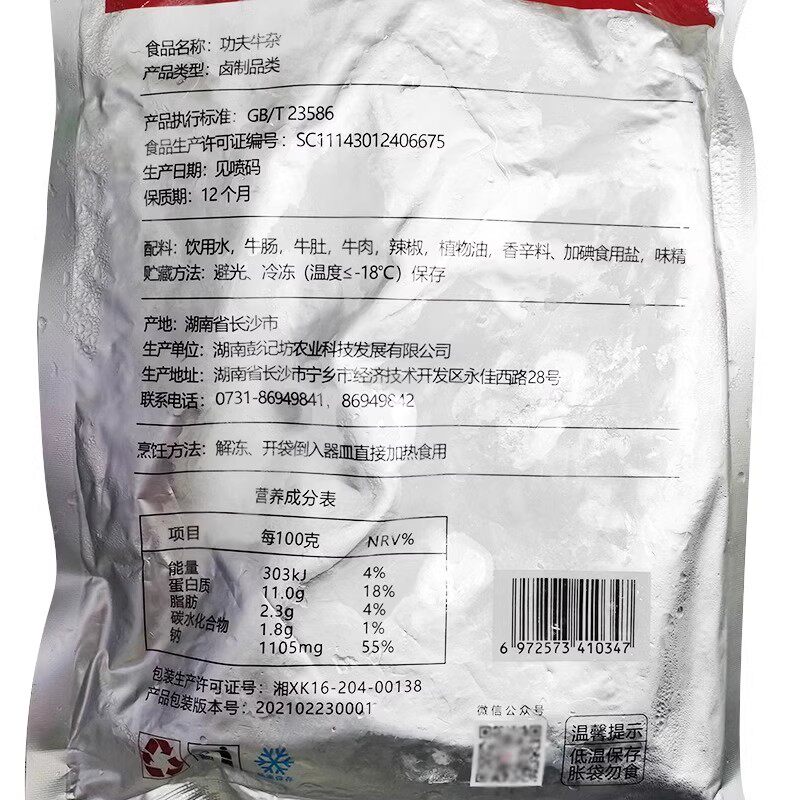 食品名称：功夫牛杂
产品类型：卤制品类
产品执行标准：GB/T 23586
食品生产许可证编号：SC11143012406675
生产日期：见喷码
保质期：12个月
配料：饮用水，牛肠，牛肚，牛肉，辣椒，植物油，香辛料、加碘食用盐，味精
贮藏方法：避光、冷冻（温度≤-18℃）保存
产地：湖南省长沙市
生产单位：湖南彭记坊农业科技发展有限公司
生产地址：湖南省长沙市宁乡市经济技术开发区永佳西路28号
联系电话：0731-86949841，86949842
烹饪方法：解冻、开袋倒入器皿直接加热食用
营养成分表
项目 每100克 NRV%
能量 303kJ 4%
蛋白质 11.0g 18%
脂肪 2.3g 4%
碳水化合物 1.8g 1%
钠 1105mg 55%
6 972573 410347
包装生产许可证号：湘XK16-204-00138
产品包装版本号：202102230001
微信公众号
温馨提示
低温保存
胀袋勿食